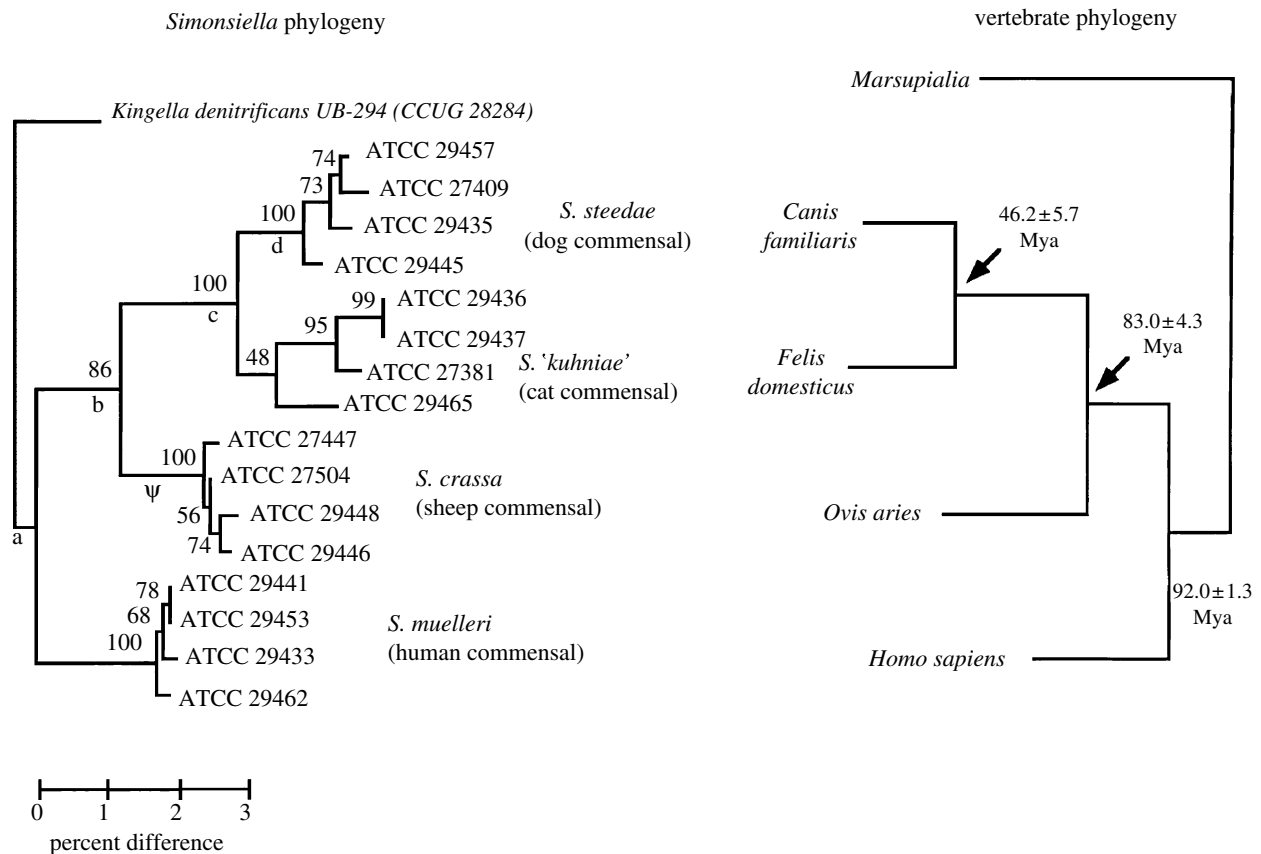 Simonsiella phylogeny
Kingella denitrificans UB-294 (CCUG 28284)
74
ATCC 29457
73
ATCC 27409
100
ATCC 29435
d
ATCC 29445
S. steedae
(dog commensal)
100
c
99
ATCC 29436
95
ATCC 29437
48
ATCC 27381
ATCC 29465
S. ‘kuhniae’
(cat commensal)
86
b
100
ψ
ATCC 27447
ATCC 27504
56
ATCC 29448
74
ATCC 29446
S. crassa
(sheep commensal)
a
78
ATCC 29441
68
ATCC 29453
100
ATCC 29433
ATCC 29462
S. muelleri
(human commensal)
0 1 2 3
percent difference
vertebrate phylogeny
Marsupialia
Canis
familiaris
46.2±5.7
Mya
Felis
domesticus
83.0±4.3
Mya
Ovis aries
92.0±1.3
Mya
Homo sapiens